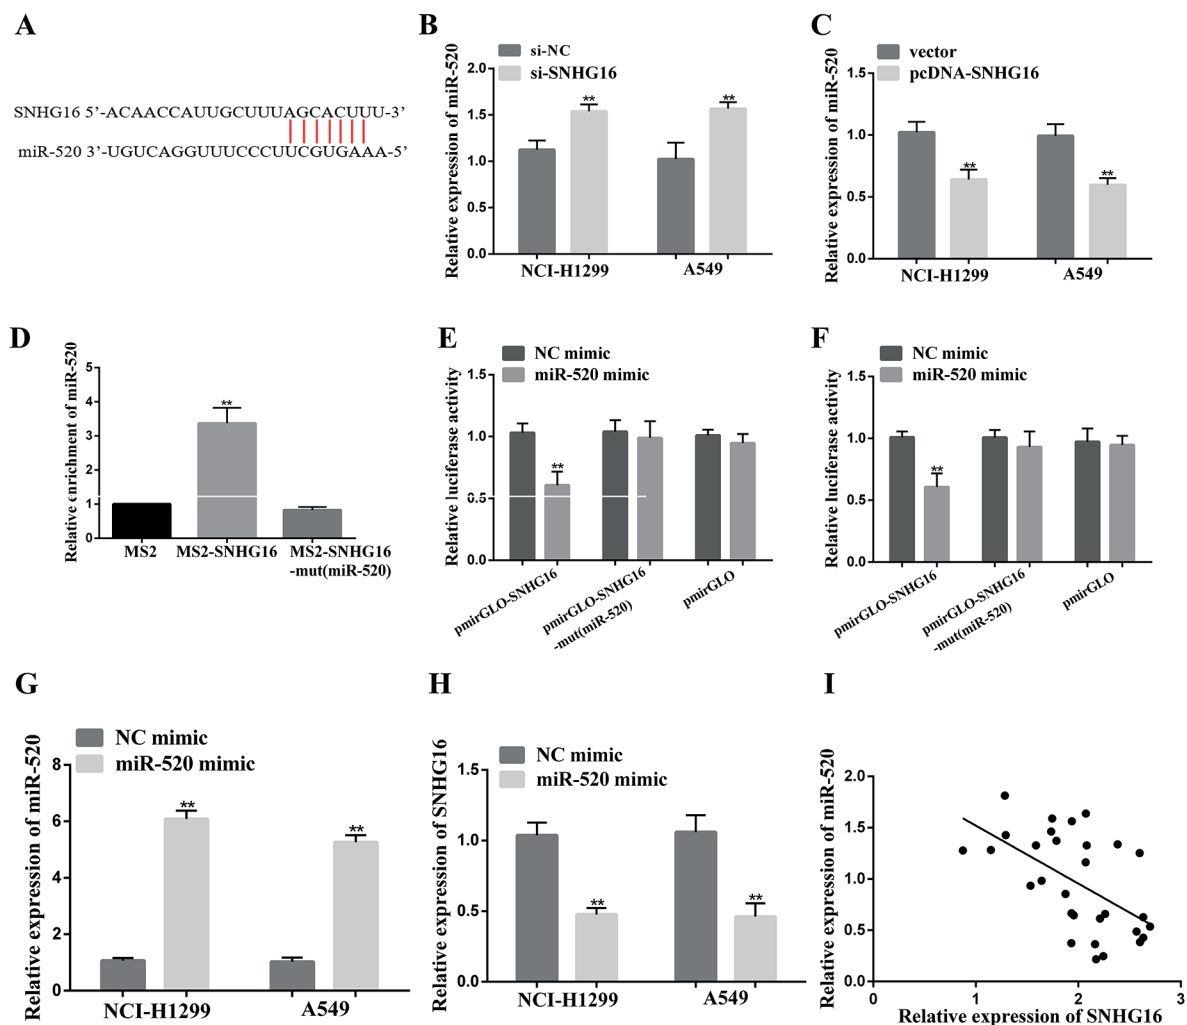 A
SNHG16 5’-ACAACCAUUGCUUUAGCACUUU-3’
miR-520 3’-UGUCAGGUUUCCCUUCGUGAAA-5’
B
si-NC
si-SNHG16
Relative expression of miR-520
2.0
1.5
1.0
0.5
0.0
**
**
NCI-H1299
A549
C
vector
pcDNA-SNHG16
Relative expression of miR-520
1.5
1.0
0.5
0.0
**
**
NCI-H1299
A549
D
Relative enrichment of miR-520
5
4
3
2
1
0
**
MS2
MS2-SNHG16
MS2-SNHG16
-mut(miR-520)
E
NC mimic
miR-520 mimic
Relative luciferase activity
1.5
1.0
0.5
0.0
**
pmirGLO-SNHG16
pmirGLO-SNHG16
-mut(miR-520)
pmirGLO
F
NC mimic
miR-520 mimic
Relative luciferase activity
1.5
1.0
0.5
0.0
**
pmirGLO-SNHG16
pmirGLO-SNHG16
-mut(miR-520)
pmirGLO
G
NC mimic
miR-520 mimic
Relative expression of miR-520
8
6
4
2
0
**
**
NCI-H1299
A549
H
NC mimic
miR-520 mimic
Relative expression of SNHG16
1.5
1.0
0.5
0.0
**
**
NCI-H1299
A549
I
Relative expression of miR-520
2.0
1.5
1.0
0.5
0.0
0
1
2
3
Relative expression of SNHG16